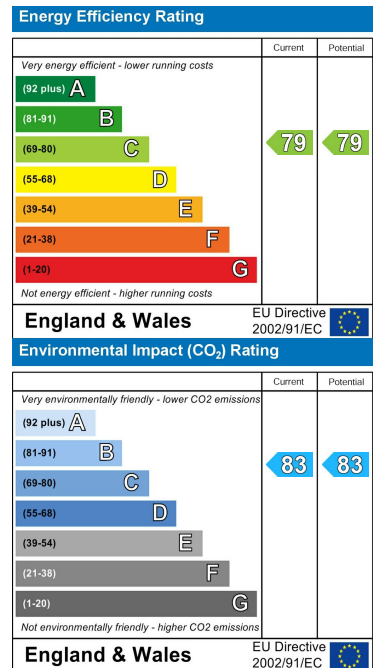 Energy Efficiency Rating
Current Potential
Very energy efficient - lower running costs
(92 plus) A
(81-91) B
(69-80) C 79 79
(55-68) D
(39-54) E
(21-38) F
(1-20) G
Not energy efficient - higher running costs
England & Wales EU Directive 2002/91/EC
Environmental Impact (CO₂) Rating
Current Potential
Very environmentally friendly - lower CO2 emissions
(92 plus) A
(81-91) B 83 83
(69-80) C
(55-68) D
(39-54) E
(21-38) F
(1-20) G
Not environmentally friendly - higher CO2 emissions
England & Wales EU Directive 2002/91/EC